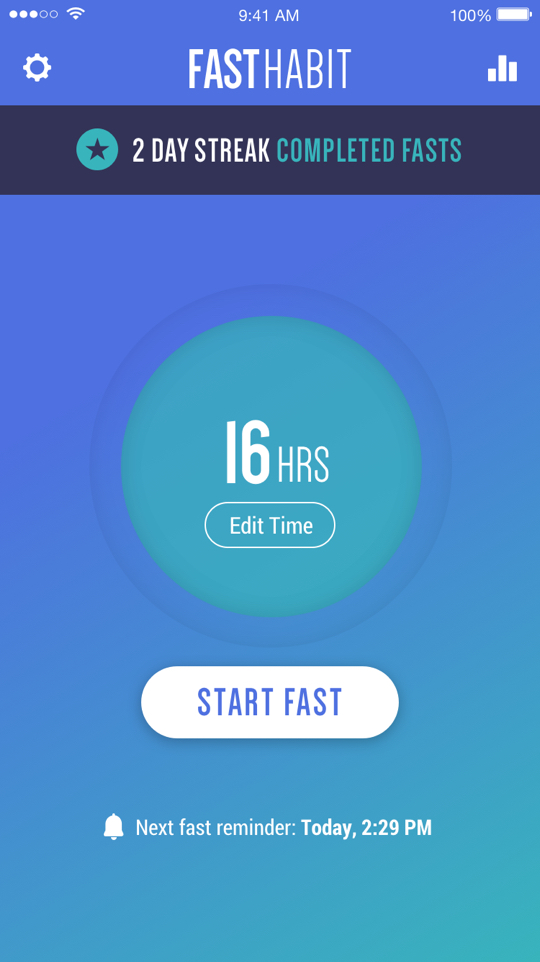 9:41 AM 100%
FASTHABIT
2 DAY STREAK COMPLETED FASTS
16 HRS
Edit Time
START FAST
Next fast reminder: Today, 2:29 PM